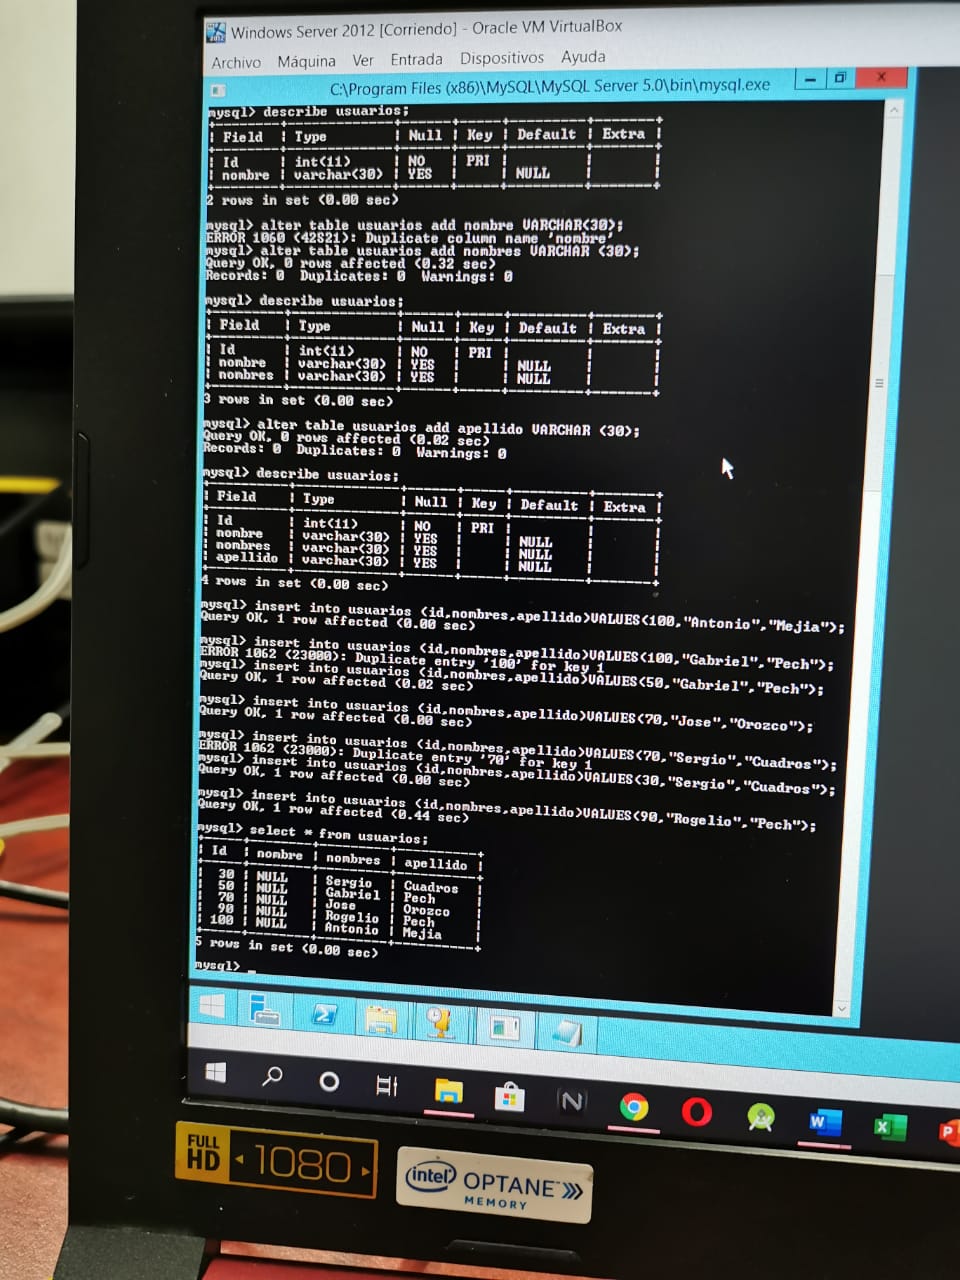 Windows Server 2012 [Corriendo] - Oracle VM VirtualBox
Archivo Máquina Ver Entrada Dispositivos Ayuda
C:\Program Files (x86)\MySQL\MySQL Server 5.0\bin\mysql.exe
mysql> describe usuarios;
| Field | Type | Null | Key | Default | Extra |
| Id | int(11) | NO | PRI | | |
| nombre | varchar(30) | YES | | NULL | |
2 rows in set (0.00 sec)
mysql> alter table usuarios add nombre VARCHAR(30);
ERROR 1060 (42S21): Duplicate column name 'nombre'
mysql> alter table usuarios add nombres VARCHAR (30);
Query OK, 0 rows affected (0.32 sec)
Records: 0 Duplicates: 0 Warnings: 0
mysql> describe usuarios;
| Field | Type | Null | Key | Default | Extra |
| Id | int(11) | NO | PRI | | |
| nombre | varchar(30) | YES | | NULL | |
| nombres | varchar(30) | YES | | NULL | |
3 rows in set (0.00 sec)
mysql> alter table usuarios add apellido VARCHAR (30);
Query OK, 0 rows affected (0.02 sec)
Records: 0 Duplicates: 0 Warnings: 0
mysql> describe usuarios;
| Field | Type | Null | Key | Default | Extra |
| Id | int(11) | NO | PRI | | |
| nombre | varchar(30) | YES | | NULL | |
| nombres | varchar(30) | YES | | NULL | |
| apellido | varchar(30) | YES | | NULL | |
4 rows in set (0.00 sec)
mysql> insert into usuarios (id,nombres,apellido)VALUES(100,"Antonio","Mejia");
Query OK, 1 row affected (0.00 sec)
mysql> insert into usuarios (id,nombres,apellido)VALUES(100,"Gabriel","Pech");
ERROR 1062 (23000): Duplicate entry '100' for key 1
mysql> insert into usuarios (id,nombres,apellido)VALUES(50,"Gabriel","Pech");
Query OK, 1 row affected (0.02 sec)
mysql> insert into usuarios (id,nombres,apellido)VALUES(70,"Jose","Orozco");
Query OK, 1 row affected (0.00 sec)
mysql> insert into usuarios (id,nombres,apellido)VALUES(70,"Sergio","Cuadros");
ERROR 1062 (23000): Duplicate entry '70' for key 1
mysql> insert into usuarios (id,nombres,apellido)VALUES(30,"Sergio","Cuadros");
Query OK, 1 row affected (0.00 sec)
mysql> insert into usuarios (id,nombres,apellido)VALUES(90,"Rogelio","Pech");
Query OK, 1 row affected (0.44 sec)
mysql> select * from usuarios;
| Id | nombre | nombres | apellido |
| 30 | NULL | Sergio | Cuadros |
| 50 | NULL | Gabriel | Pech |
| 70 | NULL | Jose | Orozco |
| 90 | NULL | Rogelio | Pech |
| 100 | NULL | Antonio | Mejia |
5 rows in set (0.00 sec)
mysql> _
FULL HD 1080
intel OPTANE
MEMORY